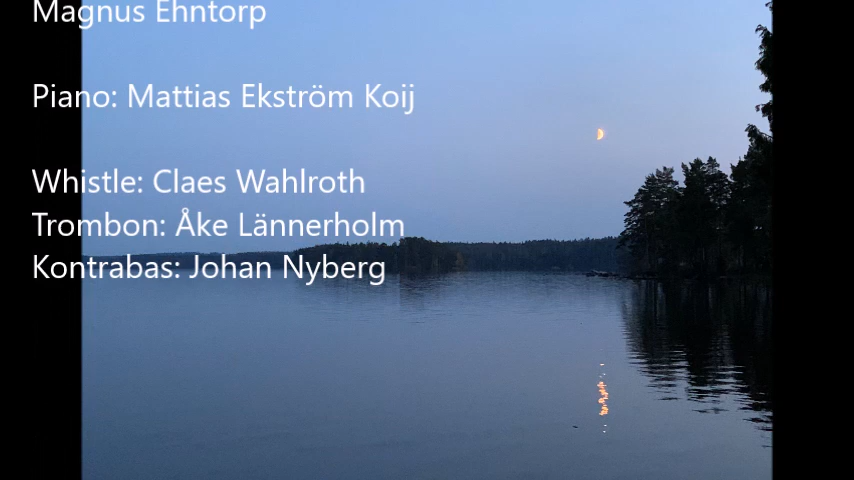 Magnus Ehntorp
Piano: Mattias Ekström Koij
Whistle: Claes Wahlroth
Trombon: Åke Lännerholm
Kontrabas: Johan Nyberg